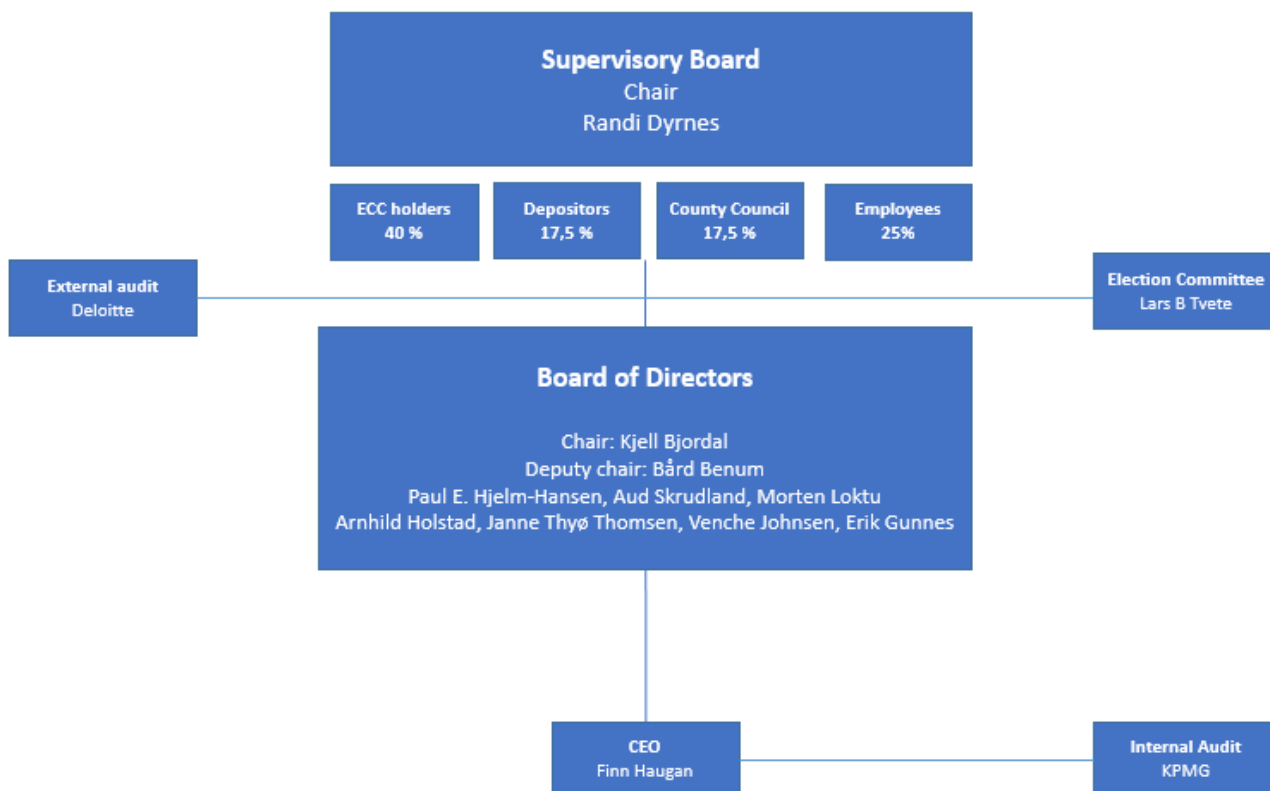 Supervisory Board
Chair
Randi Dyrnes
ECC holders
40 %
Depositors
17,5 %
County Council
17,5 %
Employees
25%
External audit
Deloitte
Election Committee
Lars B Tvete
Board of Directors
Chair: Kjell Bjordal
Deputy chair: Bård Benum
Paul E. Hjelm-Hansen, Aud Skrudland, Morten Loktu
Arnhild Holstad, Janne Thyø Thomsen, Venche Johnsen, Erik Gunnes
CEO
Finn Haugan
Internal Audit
KPMG